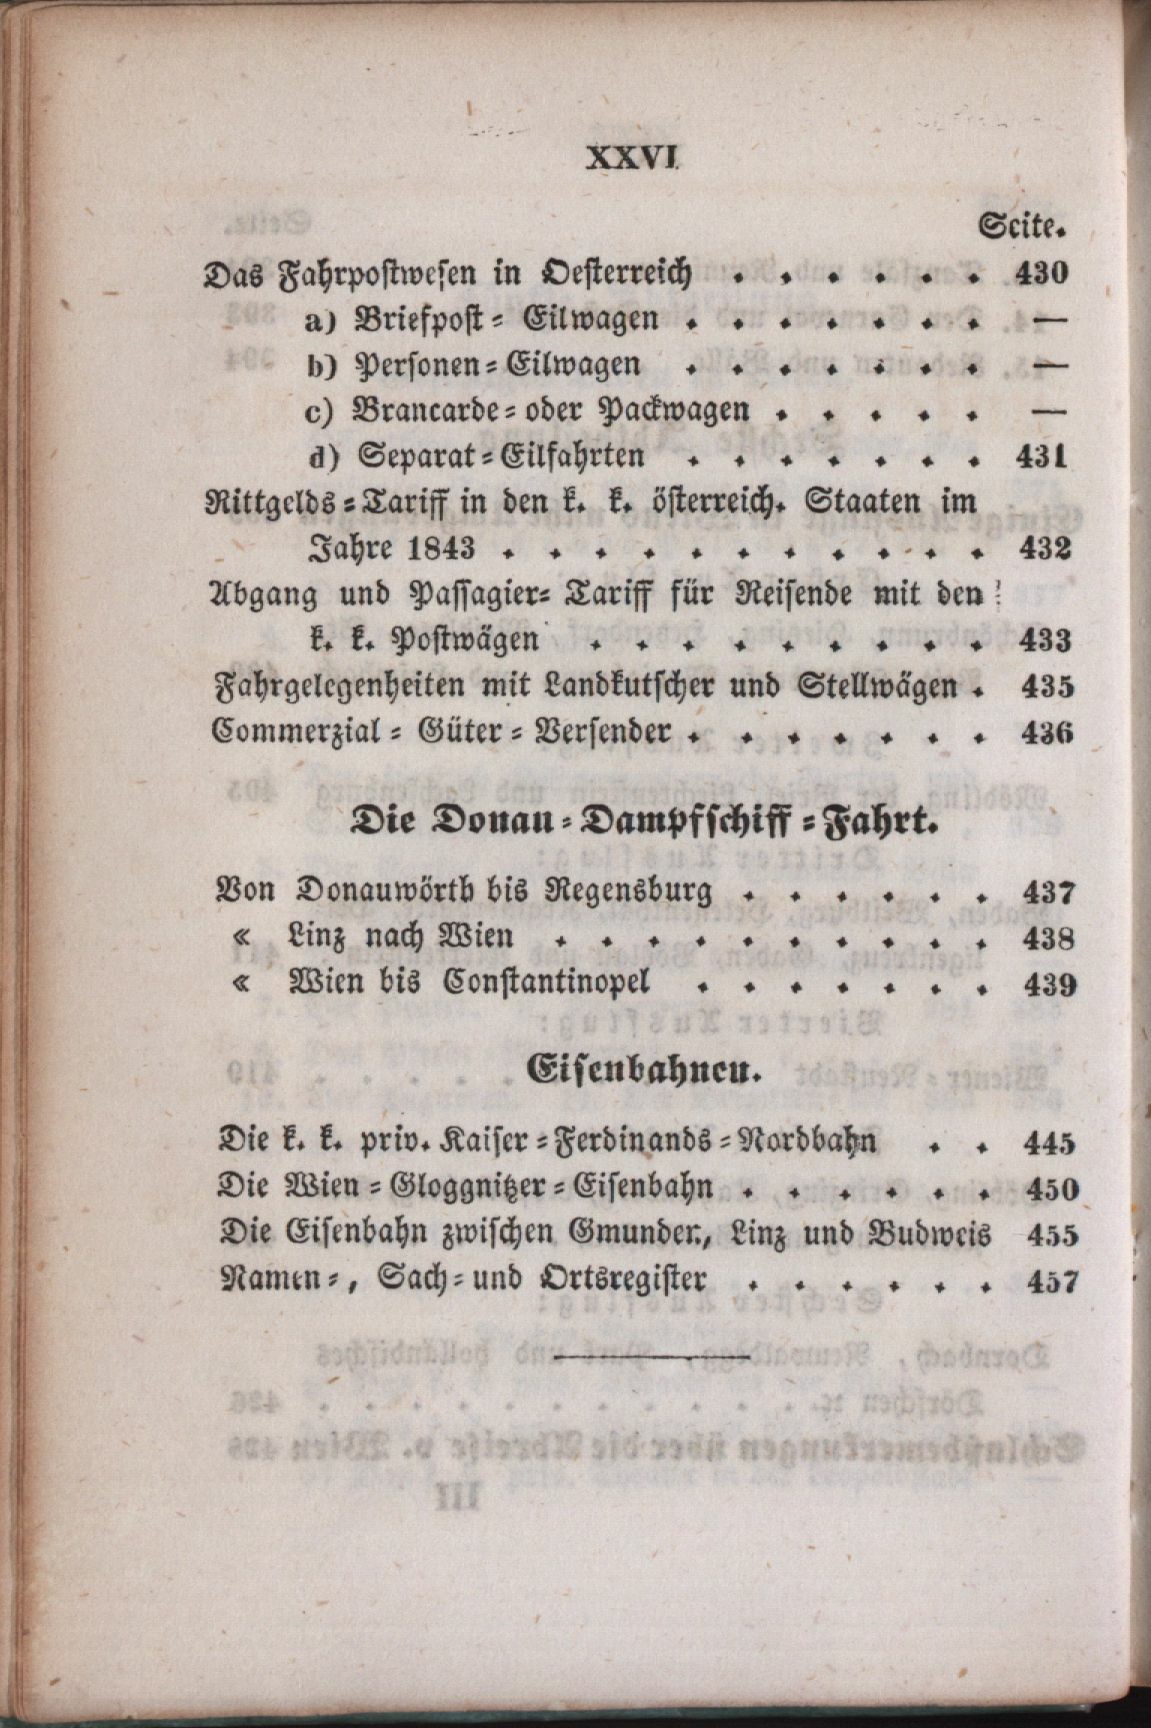 XXVI
Seite.
Das Fahrpostwesen in Oesterreich . . . . . . 430
a) Briefpost= Eilwagen . . . . . . . —
b) Personen=Eilwagen . . . . . . . —
c) Brancarde=oder Packwagen . . . . . —
d) Separat=Eilfahrten . . . . . . . 431
Rittgelds=Tariff in den k. k. österreich. Staaten im
Jahre 1843 . . . . . . . . . . . 432
Abgang und Passagier= Tariff für Reisende mit den
k. k. Postwägen . . . . . . . . . 433
Fahrgelegenheiten mit Landkutscher und Stellwägen . 435
Commerzial = Güter = Versender . . . . . . . 436
Die Donau=Dampfschiff=Fahrt.
Von Donauwörth bis Regensburg . . . . . . 437
« Linz nach Wien . . . . . . . . . . 438
« Wien bis Constantinopel . . . . . . . 439
Eisenbahnen.
Die k. k. priv. Kaiser=Ferdinands=Nordbahn . . 445
Die Wien=Gloggnitzer=Eisenbahn . . . . . . 450
Die Eisenbahn zwischen Gmunden, Linz und Budweis 455
Namen=, Sach=und Ortsregister . . . . . . 457